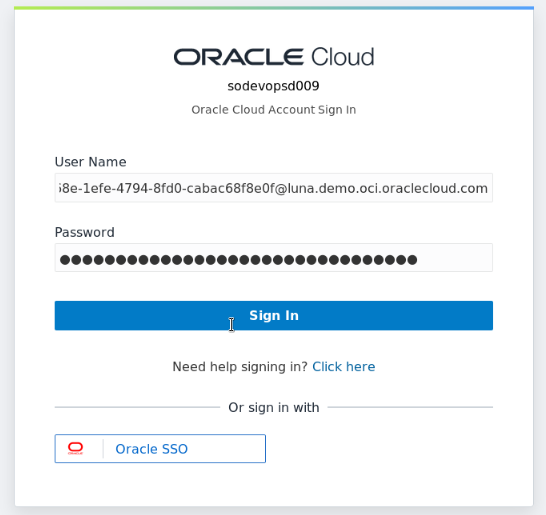 ORACLE Cloud
sodevopsd009
Oracle Cloud Account Sign In
User Name
8e-1efe-4794-8fd0-cabac68f8e0f@luna.demo.oci.oraclecloud.com
Password
●●●●●●●●●●●●●●●●●●●●●●●●●●●●●●●●
Sign In
Need help signing in? Click here
Or sign in with
Oracle SSO